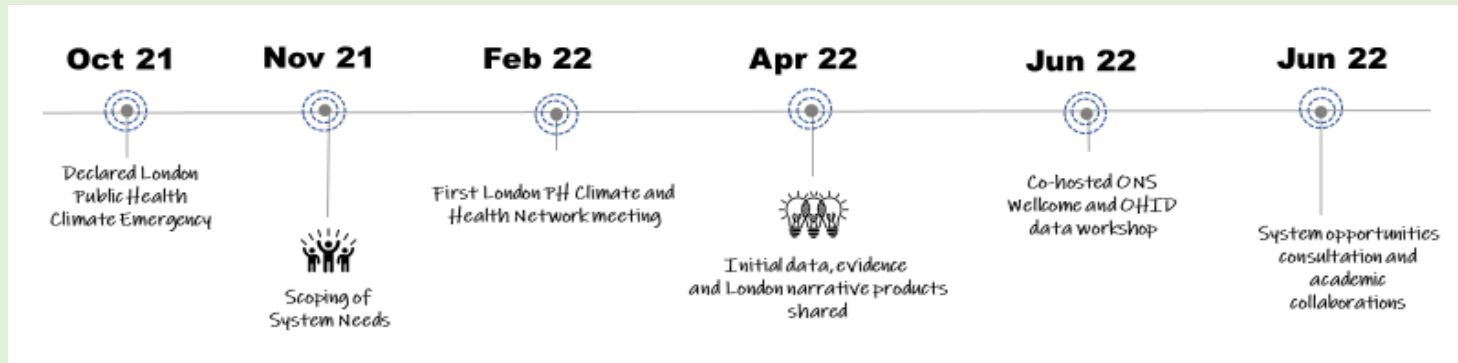 Oct 21
Declared London
Public Health
Climate Emergency
Nov 21
Scoping of
System Needs
Feb 22
First London PH Climate and
Health Network meeting
Apr 22
Initial data, evidence
and London narrative products
shared
Jun 22
Co-hosted ONS
Wellcome and OHID
data workshop
Jun 22
System opportunities
consultation and
academic
collaborations